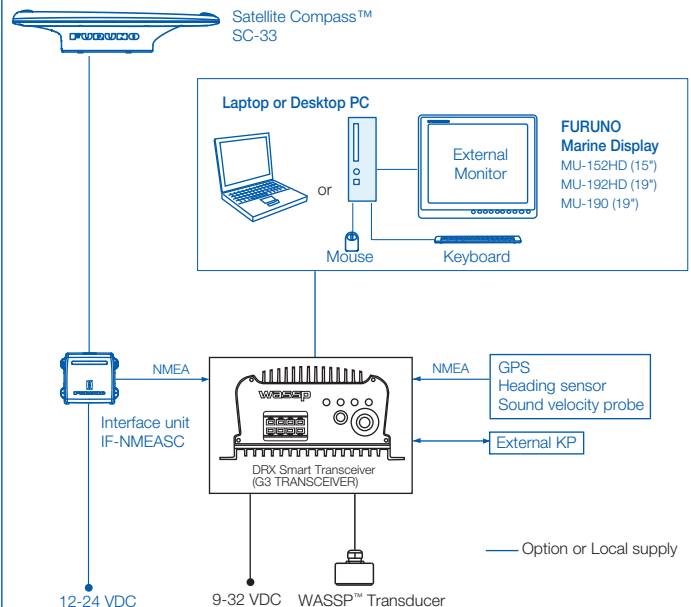 Satellite Compass™
SC-33
FURUNO
Laptop or Desktop PC
or
External
Monitor
FURUNO
Marine Display
MU-152HD (15")
MU-192HD (19")
MU-190 (19")
Mouse
Keyboard
NMEA
wassp
NMEA
GPS
Heading sensor
Sound velocity probe
External KP
Interface unit
IF-NMEASC
DRX Smart Transceiver
(G3 TRANSCEIVER)
Option or Local supply
12-24 VDC
9-32 VDC
WASSP™ Transducer